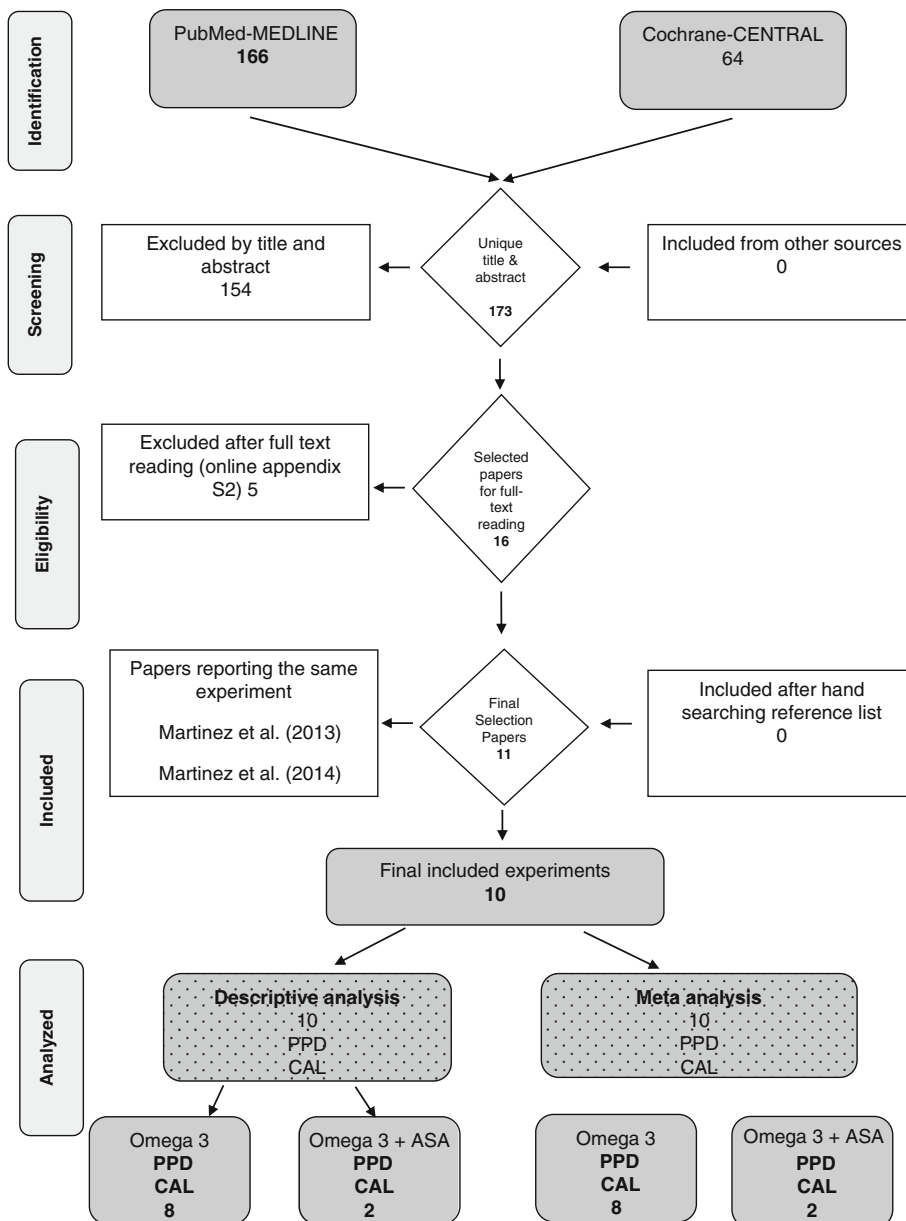 Identification
PubMed-MEDLINE
166
Cochrane-CENTRAL
64
Screening
Excluded by title and
abstract
154
Unique
title &
abstract
173
Included from other sources
0
Eligibility
Excluded after full text
reading (online appendix
S2) 5
Selected
papers
for full-
text
reading
16
Included
Papers reporting the same
experiment
Martinez et al. (2013)
Martinez et al. (2014)
Final
Selection
Papers
11
Included after hand
searching reference list
0
Final included experiments
10
Analyzed
Descriptive analysis
10
PPD
CAL
Meta analysis
10
PPD
CAL
Omega 3
PPD
CAL
8
Omega 3 + ASA
PPD
CAL
2
Omega 3
PPD
CAL
8
Omega 3 + ASA
PPD
CAL
2